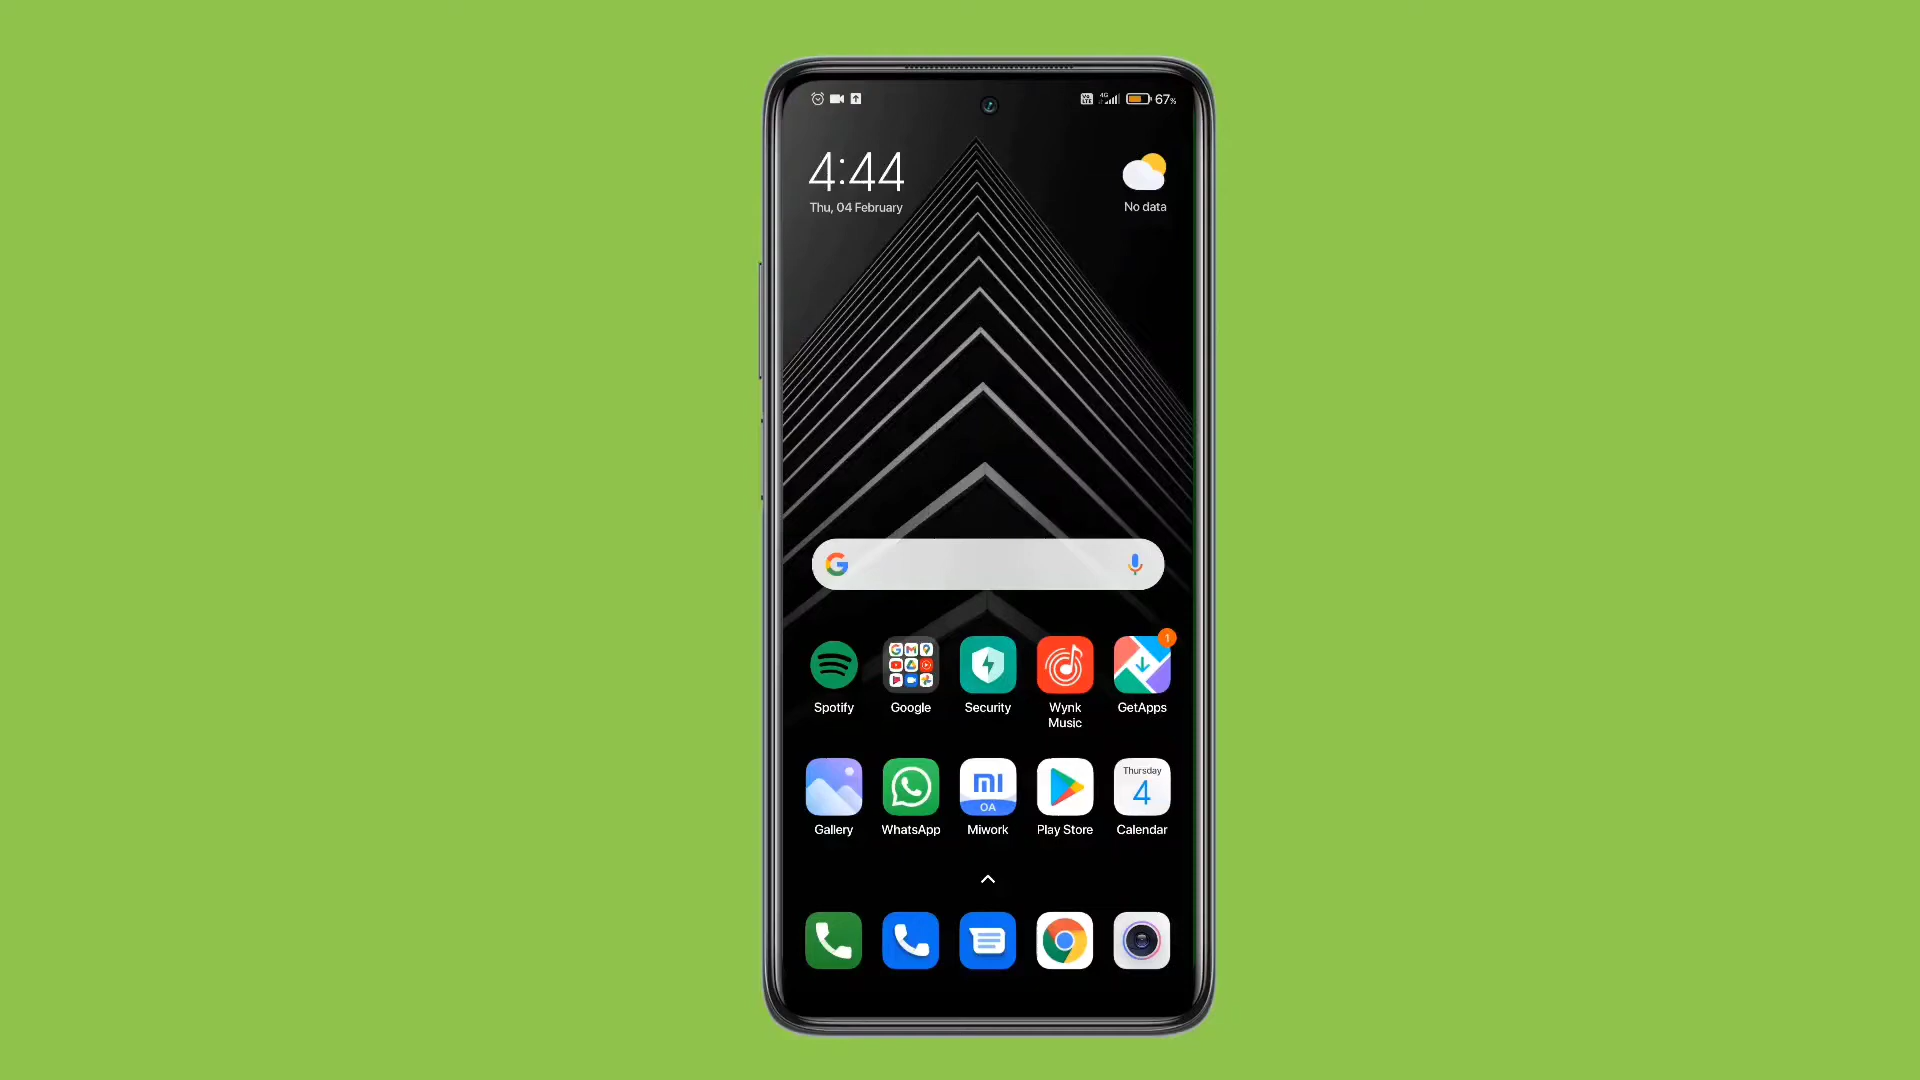 67%
4:44
Thu, 04 February
No data
Spotify
Google
Security
Wynk
Music
GetApps
1
Gallery
WhatsApp
Miwork
OA
Play Store
Thursday
4
Calendar